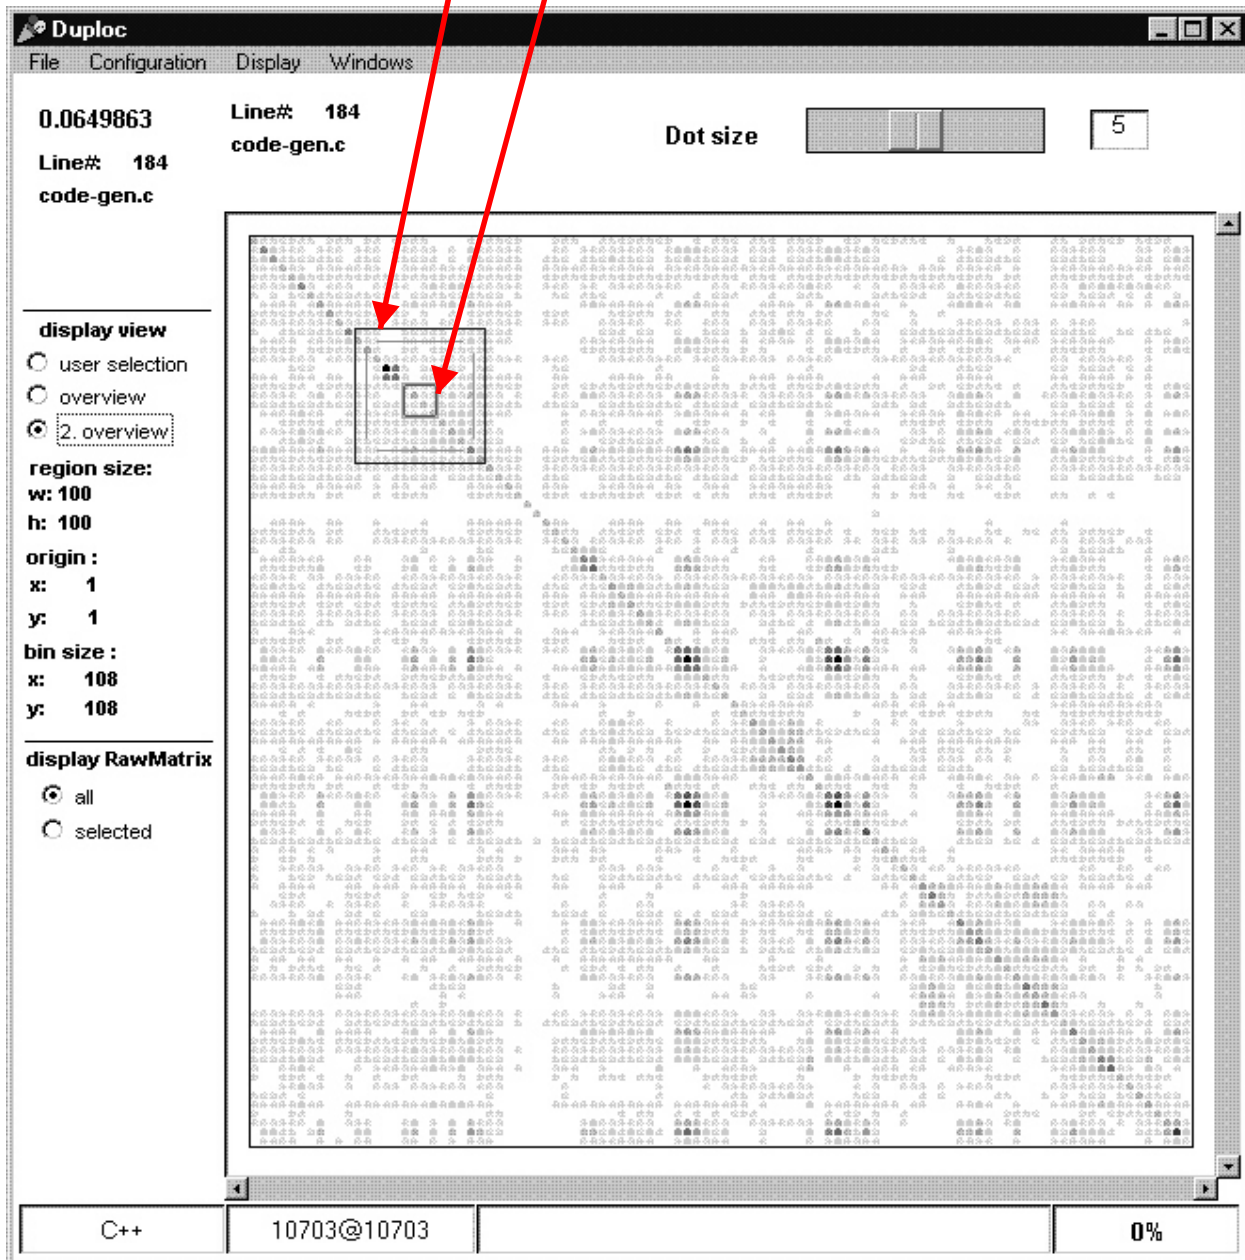 Duploc
File Configuration Display Windows
0.0649863
Line#: 184
code-gen.c
Line#: 184
code-gen.c
Dot size
5
display view
user selection
overview
2. overview
region size:
w: 100
h: 100
origin :
x: 1
y: 1
bin size :
x: 108
y: 108
display RawMatrix
all
selected
C++
10703@10703
0%